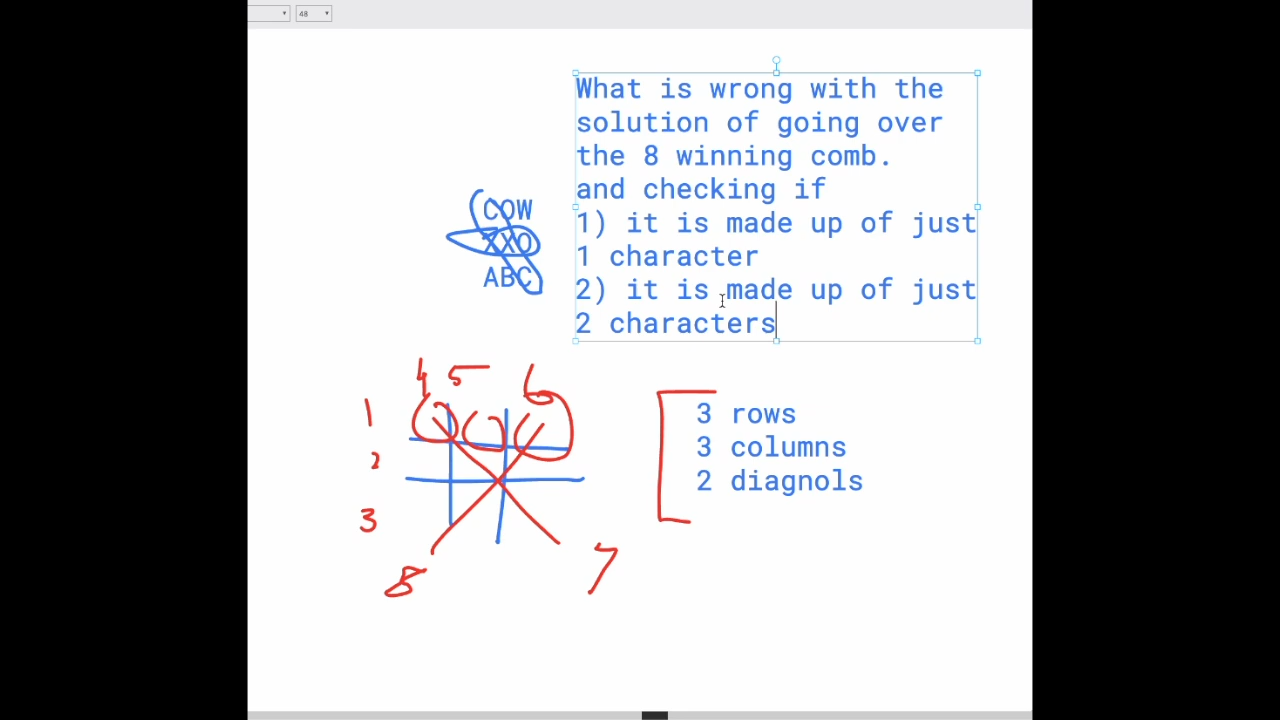 48
What is wrong with the
solution of going over
the 8 winning comb.
and checking if
1) it is made up of just
1 character
2) it is made up of just
2 characters
COW
XXO
ABC
4 5 6
1
2
3
8
7
3 rows
3 columns
2 diagnols